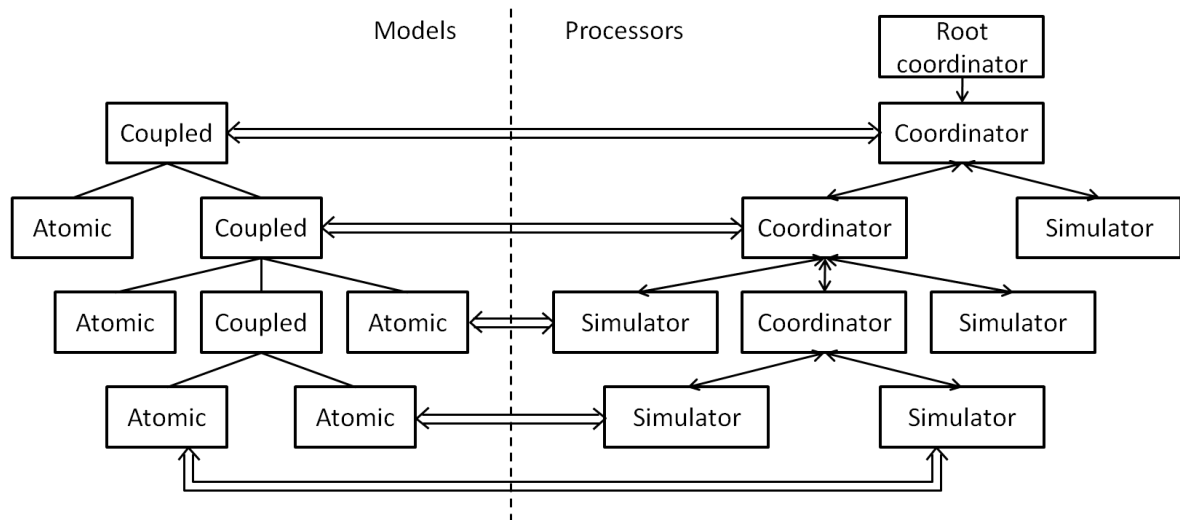 Models
Processors
Root
coordinator
Coupled
Coordinator
Atomic
Coupled
Coordinator
Simulator
Atomic
Coupled
Atomic
Simulator
Coordinator
Simulator
Atomic
Atomic
Simulator
Simulator